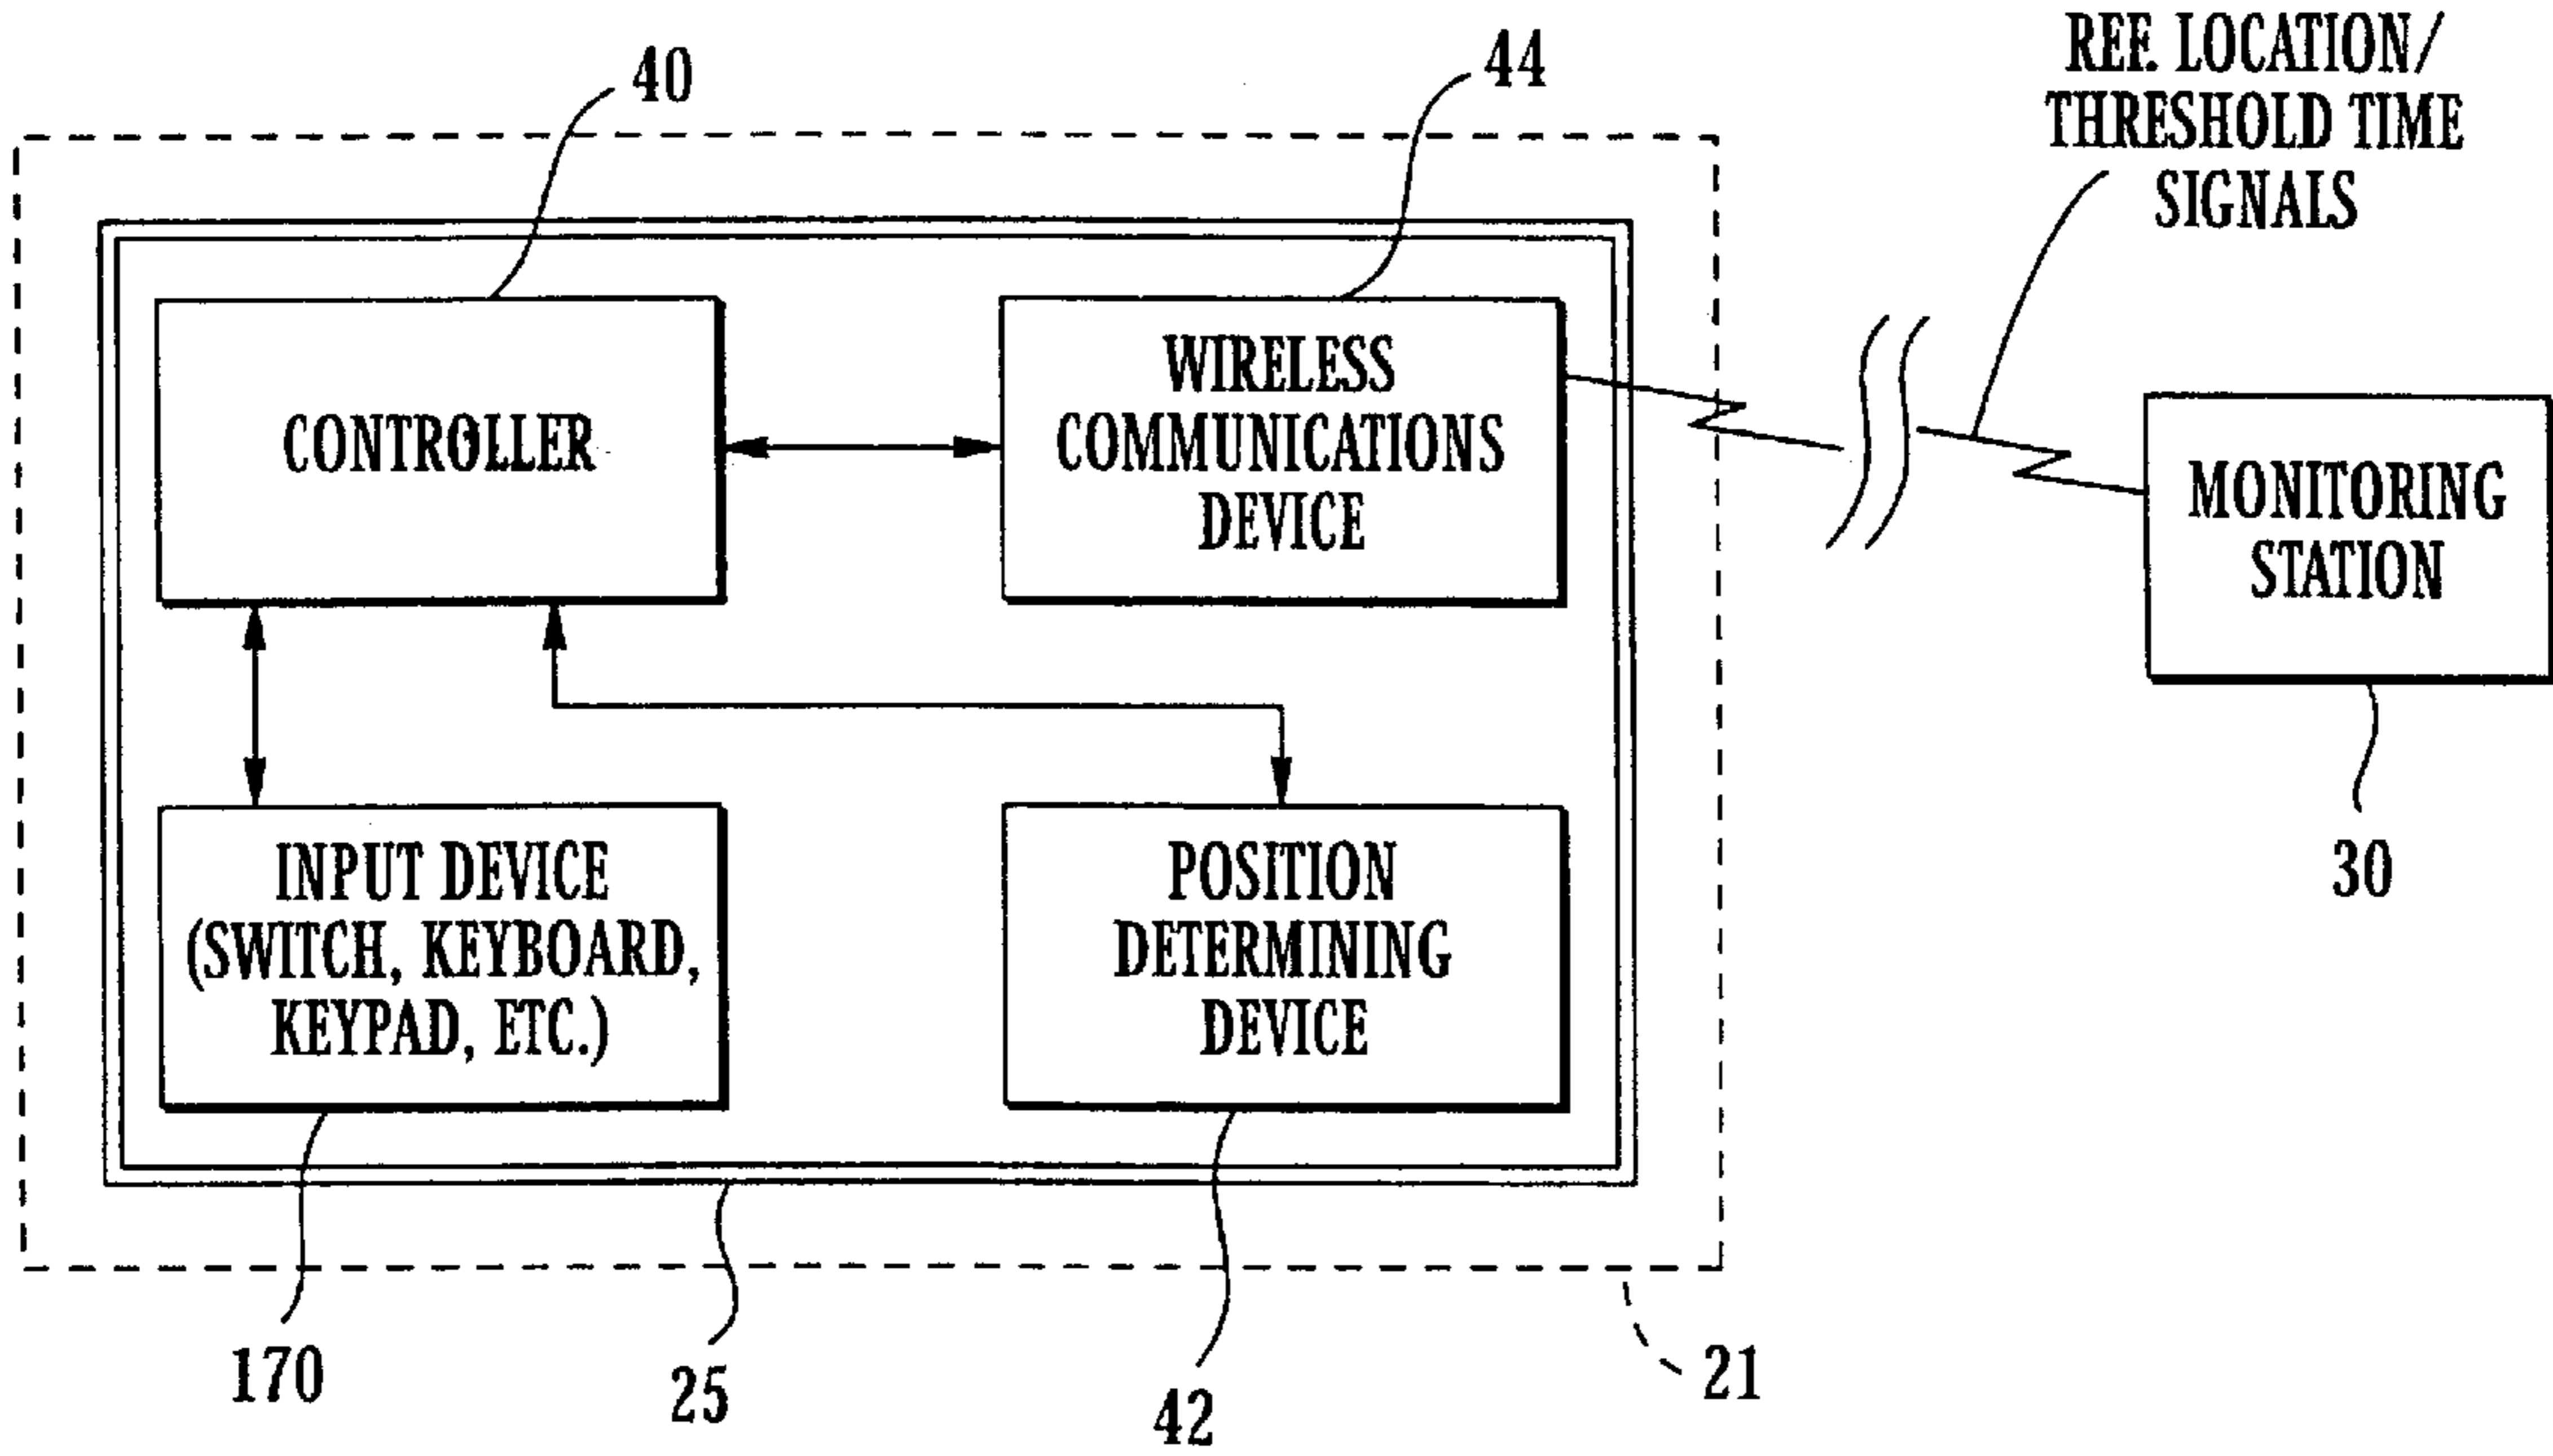 40
44
REF. LOCATION/
THRESHOLD TIME
SIGNALS
CONTROLLER
WIRELESS
COMMUNICATIONS
DEVICE
MONITORING
STATION
30
INPUT DEVICE
(SWITCH, KEYBOARD,
KEYPAD, ETC.)
POSITION
DETERMINING
DEVICE
170
25
42
21